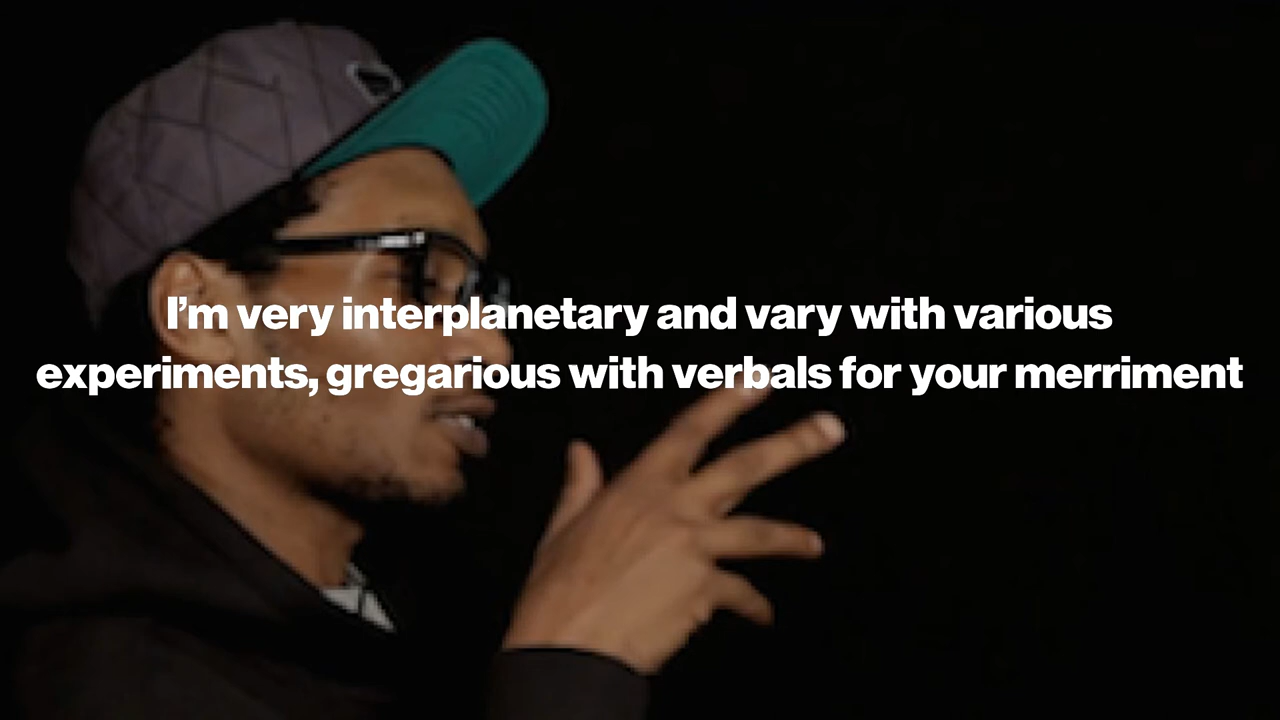 I’m very interplanetary and vary with various
experiments, gregarious with verbals for your merriment